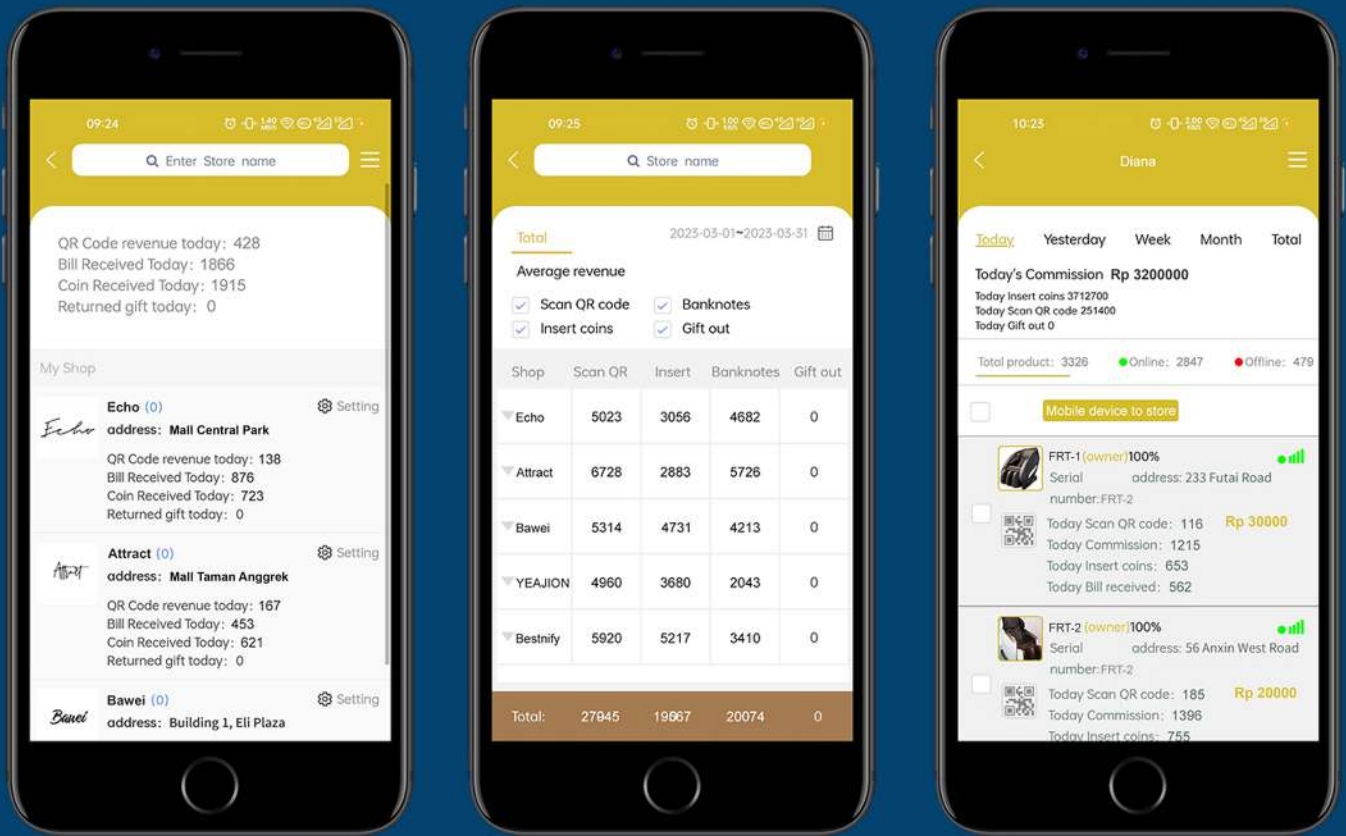 09:24
Enter Store name
QR Code revenue today: 428
Bill Received Today: 1866
Coin Received Today: 1915
Returned gift today: 0
My Shop
Echo
Echo (0)
Setting
address: Mall Central Park
QR Code revenue today: 138
Bill Received Today: 876
Coin Received Today: 723
Returned gift today: 0
Attract
Attract (0)
Setting
address: Mall Taman Anggrek
QR Code revenue today: 167
Bill Received Today: 453
Coin Received Today: 621
Returned gift today: 0
Bawei
Bawei (0)
Setting
address: Building 1, Eli Plaza
09:25
Store name
Total
2023-03-01~2023-03-31
Average revenue
Scan QR code Banknotes
Insert coins Gift out
Shop Scan QR Insert Banknotes Gift out
Echo 5023 3056 4682 0
Attract 6728 2883 5726 0
Bawei 5314 4731 4213 0
YEAJION 4960 3680 2043 0
Bestnify 5920 5217 3410 0
Total: 27945 19567 20074 0
10:23
Diana
Today Yesterday Week Month Total
Today's Commission Rp 3200000
Today Insert coins 3712700
Today Scan QR code 251400
Today Gift out 0
Total product: 3326 Online: 2847 Offline: 479
Mobile device to store
FRT-1(owner)100%
Serial address: 233 Futai Road
number:FRT-2
Today Scan QR code: 116 Rp 30000
Today Commission: 1215
Today Insert coins: 653
Today Bill received: 562
FRT-2 (owner)100%
Serial address: 56 Anxin West Road
number:FRT-2
Today Scan QR code: 185 Rp 20000
Today Commission: 1396
Today Insert coins: 755